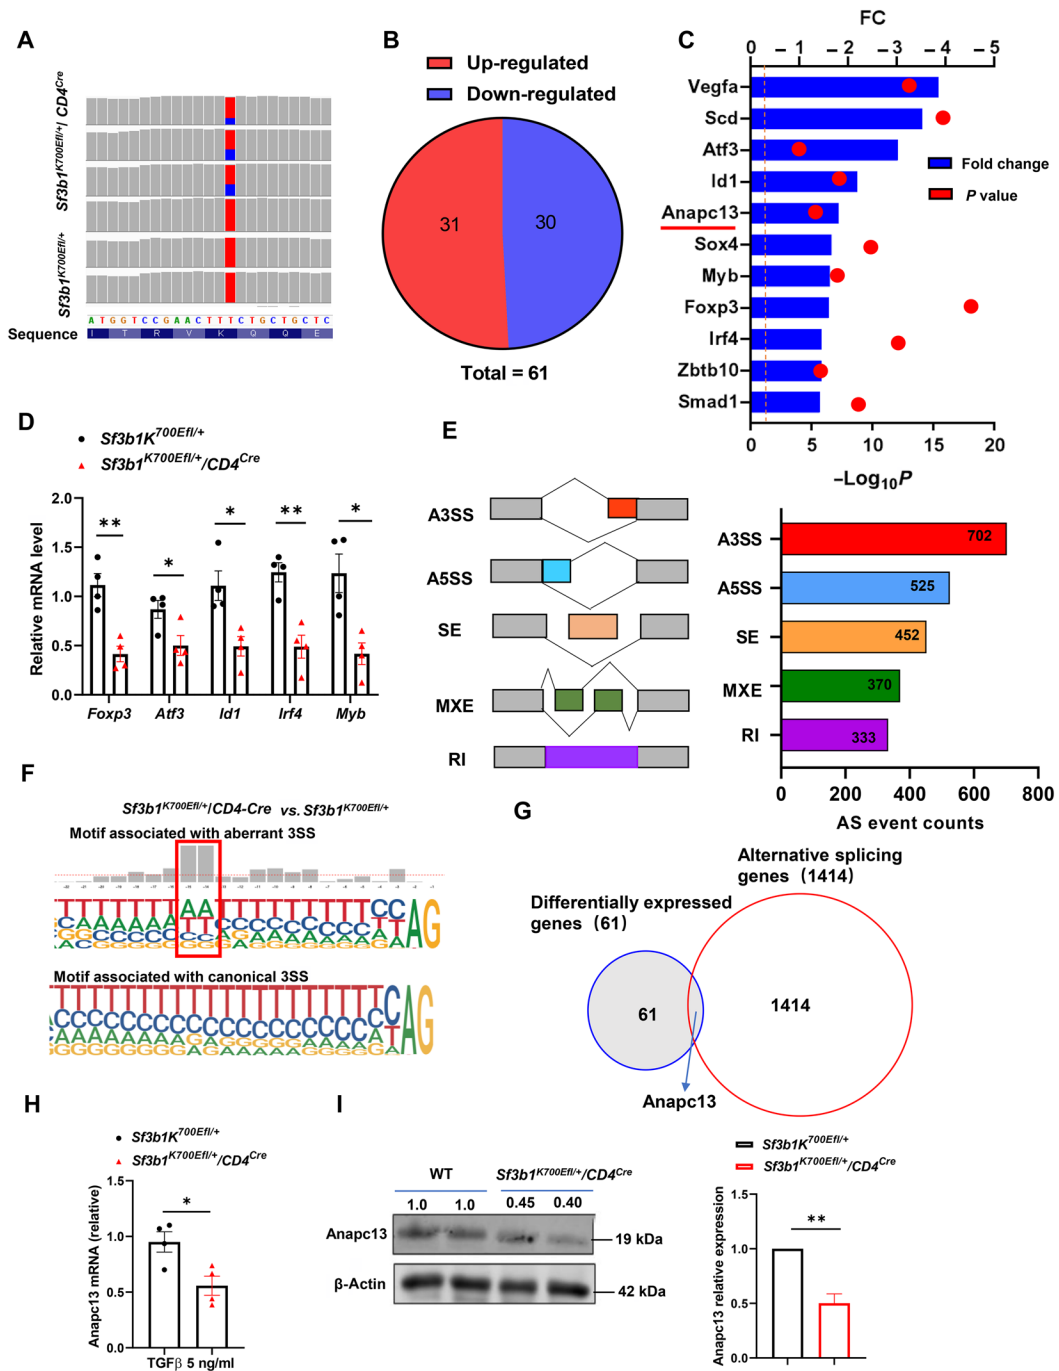 A
Sf3b1K700Efl/+/ CD4Cre
Sf3b1K700Efl/+
A T G G T C C G A A C T T T C T G C T G C T C
Sequence
I T R V K Q Q E
B
Up-regulated
Down-regulated
31
30
Total = 61
C
FC
0 –1 –2 –3 –4 –5
Vegfa
Scd
Atf3
Id1
Anapc13
Sox4
Myb
Foxp3
Irf4
Zbtb10
Smad1
Fold change
P value
0 5 10 15 20
–Log10P
D
Sf3b1K700Efl/+
Sf3b1K700Efl/+/CD4Cre
Relative mRNA level
2.0
1.5
1.0
0.5
0.0
** * * ** *
Foxp3 Atf3 Id1 Irf4 Myb
E
A3SS
A5SS
SE
MXE
RI
A3SS 702
A5SS 525
SE 452
MXE 370
RI 333
0 200 400 600 800
AS event counts
F
Sf3b1K700Efl/+/CD4-Cre vs. Sf3b1K700Efl/+
Motif associated with aberrant 3SS
Motif associated with canonical 3SS
G
Alternative splicing
genes (1414)
Differentially expressed
genes (61)
61
1414
Anapc13
H
Sf3b1K700Efl/+
Sf3b1K700Efl/+/CD4Cre
Anapc13 mRNA (relative)
1.5
1.0
0.5
0.0
*
TGFβ 5 ng/ml
I
WT Sf3b1K700Efl/+/CD4Cre
1.0 1.0 0.45 0.40
Anapc13
19 kDa
β-Actin
42 kDa
Sf3b1K700Efl/+
Sf3b1K700Efl/+/CD4Cre
Anapc13 relative expression
1.5
1.0
0.5
0.0
**